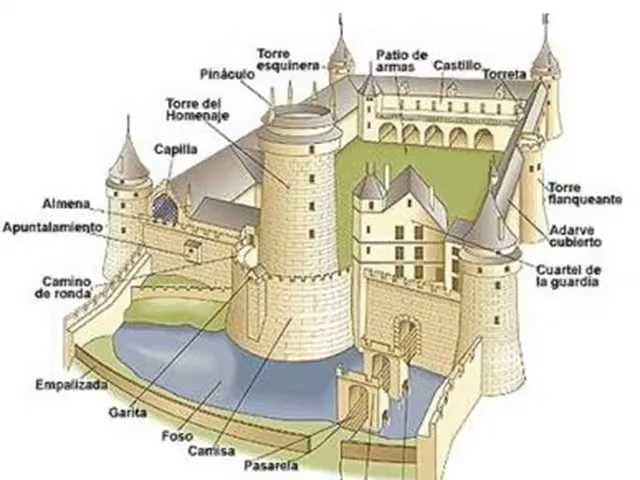 Torre
esquinera
Patio de
armas
Castillo
Torreta
Pináculo
Torre del
Homenaje
Capilla
Almena
Apuntalamiento
Camino
de ronda
Torre
flanqueante
Adarve
cubierto
Cuartel de
la guardia
Empalizada
Garita
Foso
Camisa
Pasarela